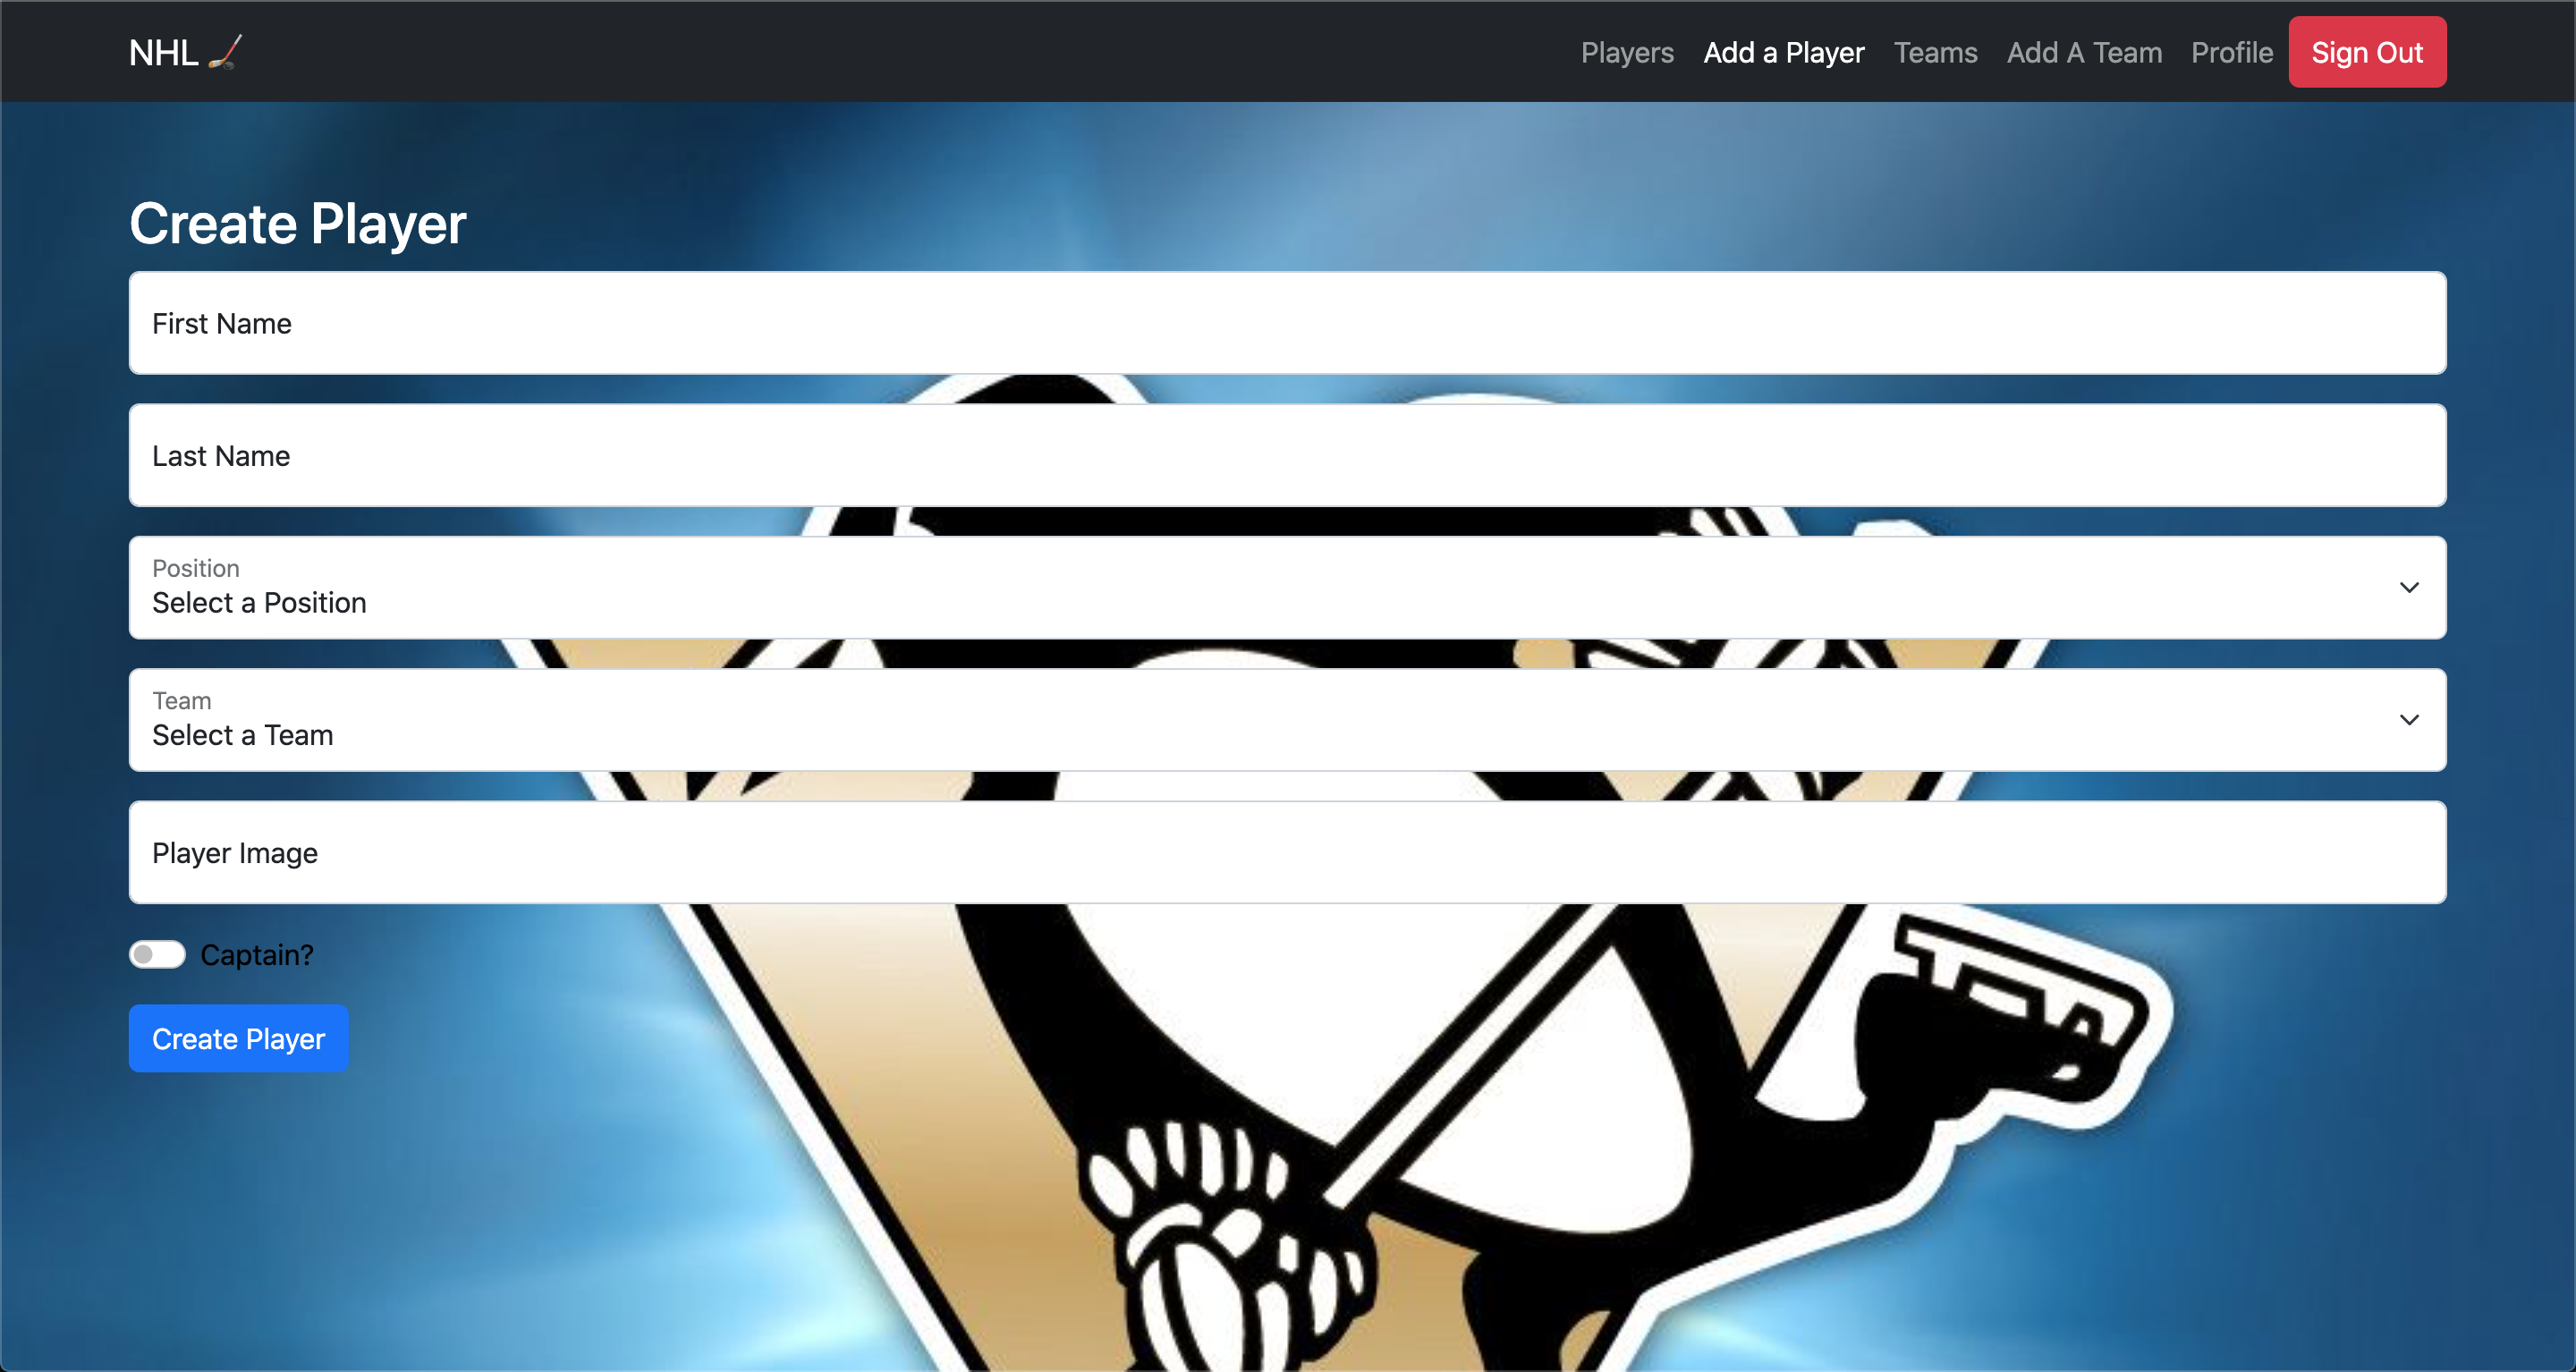 NHL
Players Add a Player Teams Add A Team Profile Sign Out
Create Player
First Name
Last Name
Position
Select a Position
Team
Select a Team
Player Image
Captain?
Create Player